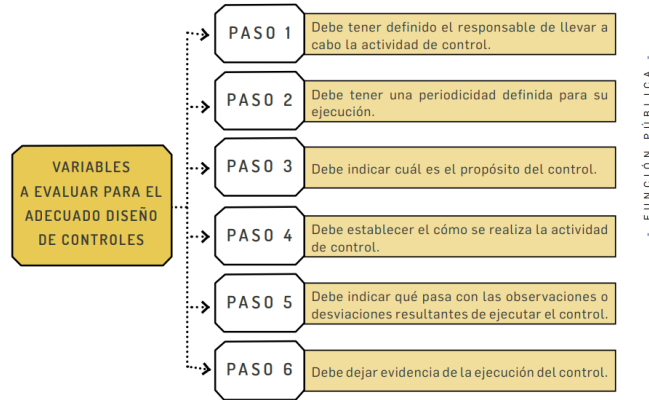 VARIABLES
A EVALUAR PARA EL
ADECUADO DISEÑO
DE CONTROLES
PASO 1
Debe tener definido el responsable de llevar a
cabo la actividad de control.
PASO 2
Debe tener una periodicidad definida para su
ejecución.
PASO 3
Debe indicar cuál es el propósito del control.
PASO 4
Debe establecer el cómo se realiza la actividad
de control.
PASO 5
Debe indicar qué pasa con las observaciones o
desviaciones resultantes de ejecutar el control.
PASO 6
Debe dejar evidencia de la ejecución del control.
- FUNCIÓN PÚBLICA -